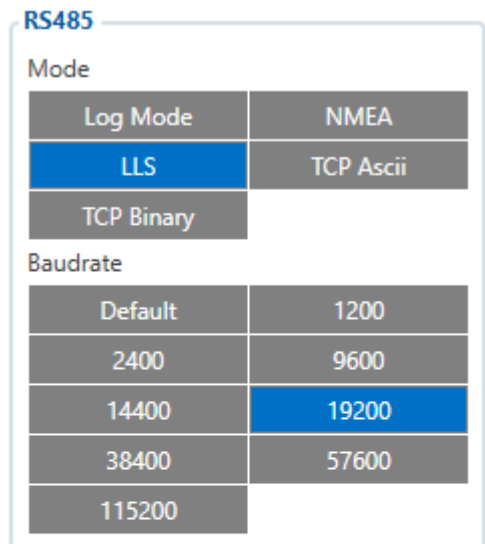 RS485
Mode
Log Mode NMEA
LLS TCP Ascii
TCP Binary
Baudrate
Default 1200
2400 9600
14400 19200
38400 57600
115200